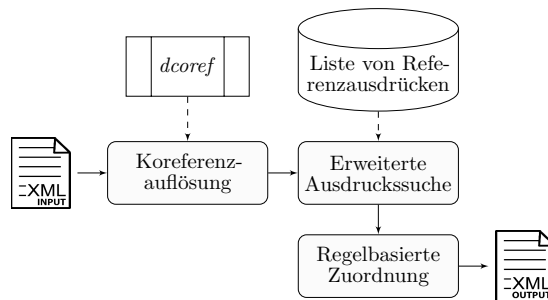 dcoref
Liste von Refe-
renzausdrücken
XML
INPUT
Koreferenz-
auflösung
Erweiterte
Ausdruckssuche
Regelbasierte
Zuordnung
XML
OUTPUT